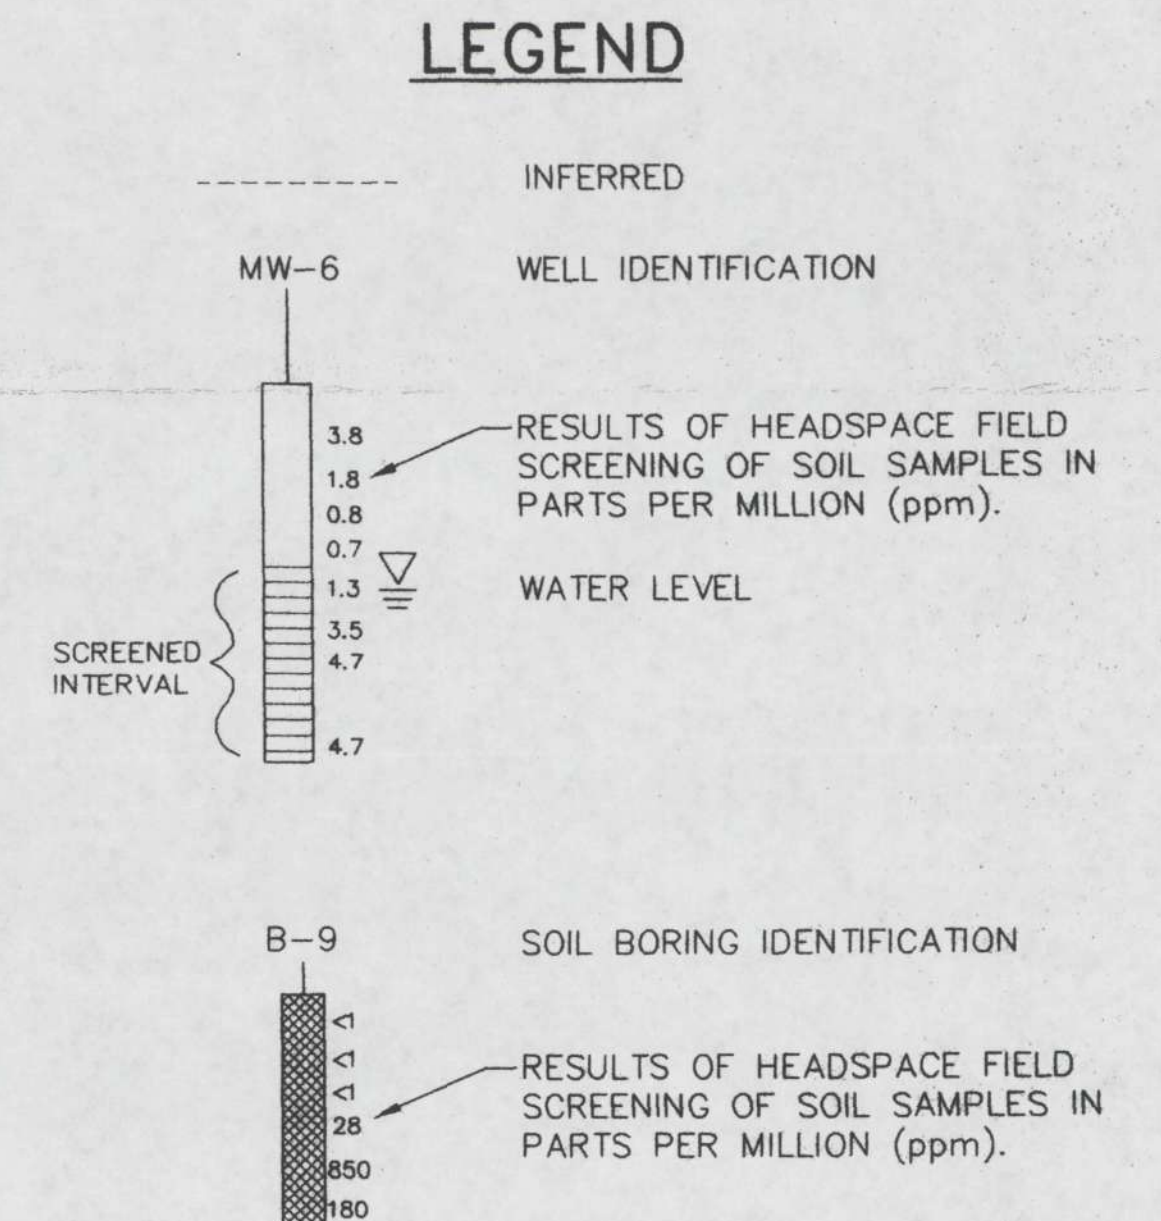 LEGEND
INFERRED
MW-6
WELL IDENTIFICATION
3.8
RESULTS OF HEADSPACE FIELD
1.8
SCREENING OF SOIL SAMPLES IN
0.8
PARTS PER MILLION (ppm).
0.7
1.3
WATER LEVEL
3.5
SCREENED
INTERVAL
4.7
4.7
B-9
SOIL BORING IDENTIFICATION
<1
<1
<1
RESULTS OF HEADSPACE FIELD
SCREENING OF SOIL SAMPLES IN
PARTS PER MILLION (ppm).
28
850
180